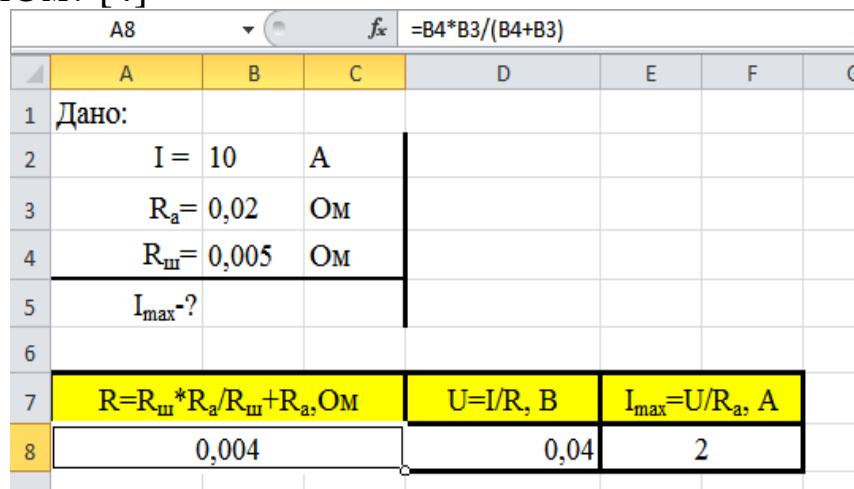 A8 fx =B4*B3/(B4+B3)
A B C D E F
1 Дано:
2 I = 10 А
3 Rа= 0,02 Ом
4 Rш= 0,005 Ом
5 Imax-?
6
7 R=Rш*Rа/Rш+Rа,Ом U=I/R, В Imax=U/Rа, А
8 0,004 0,04 2